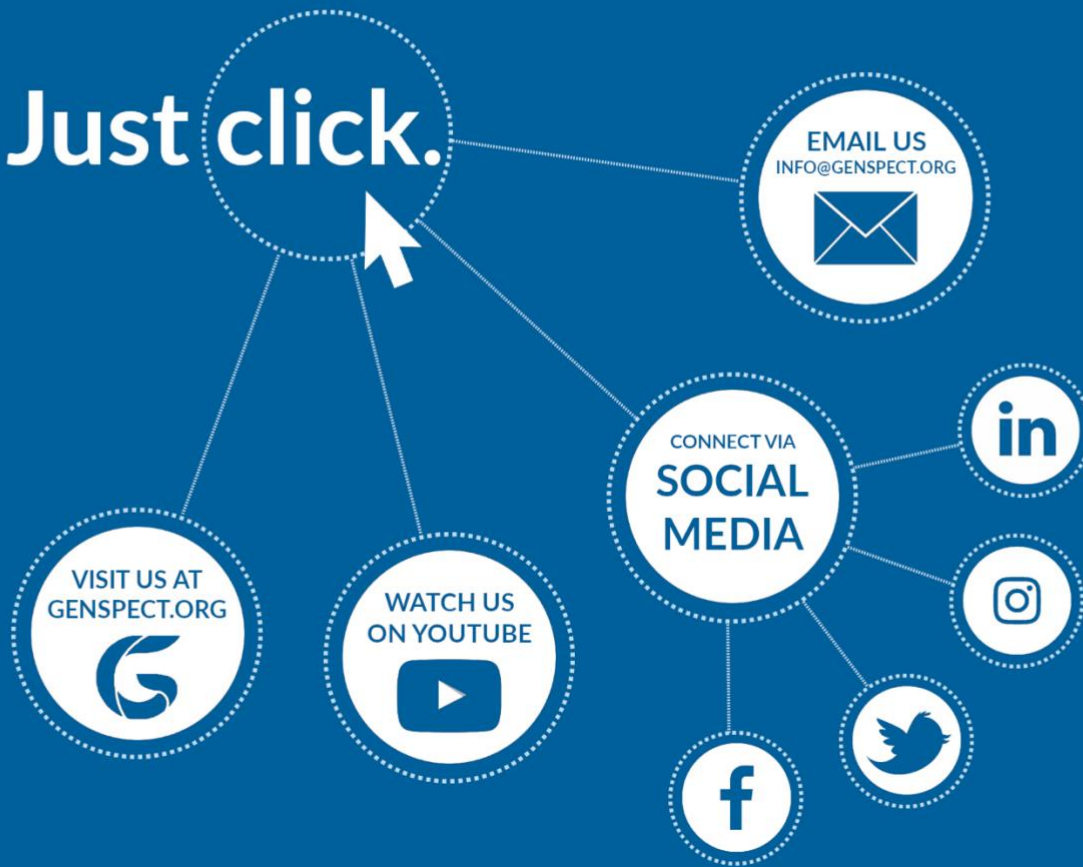 Just click.
EMAIL US
INFO@GENSPECT.ORG
CONNECT VIA
SOCIAL
MEDIA
in
VISIT US AT
GENSPECT.ORG
WATCH US
ON YOUTUBE
f